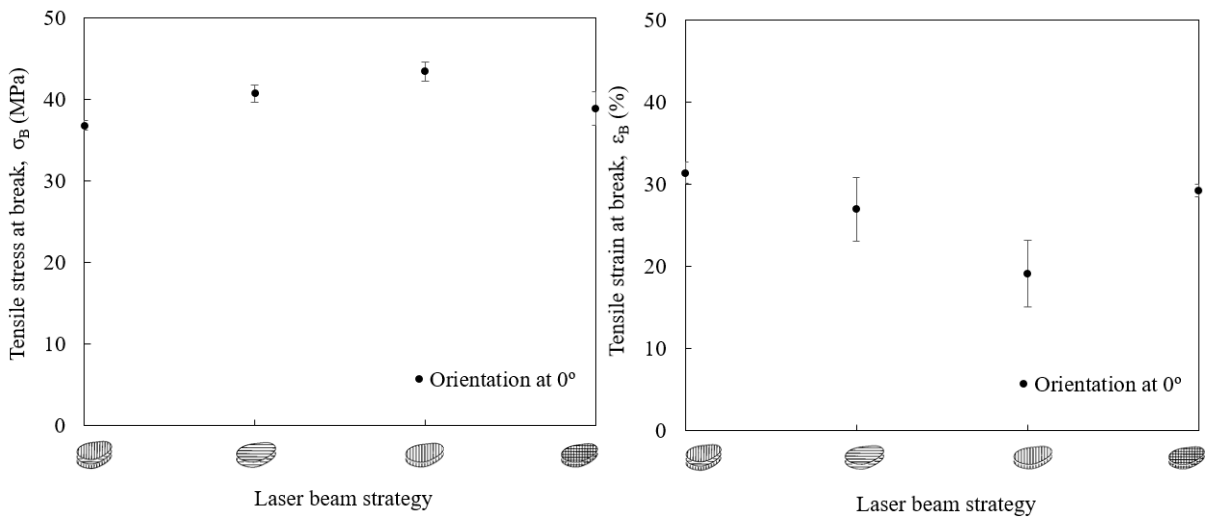 Tensile stress at break, σB (MPa)
50
40
30
20
10
0
Orientation at 0º
Laser beam strategy
Tensile strain at break, εB (%)
50
40
30
20
10
0
Orientation at 0º
Laser beam strategy